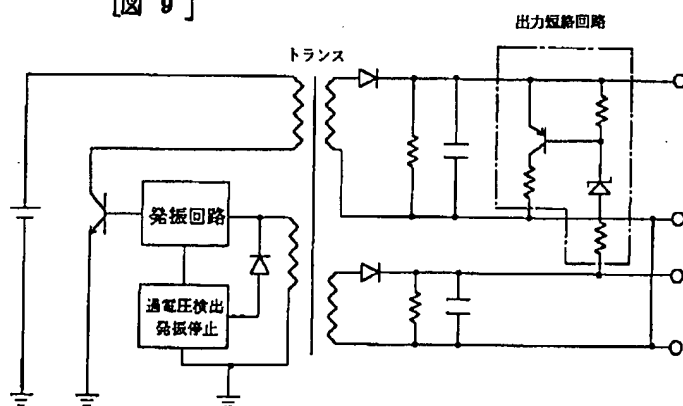 [図 9]
出力短絡回路
トランス
発振回路
過電圧検出
発振停止